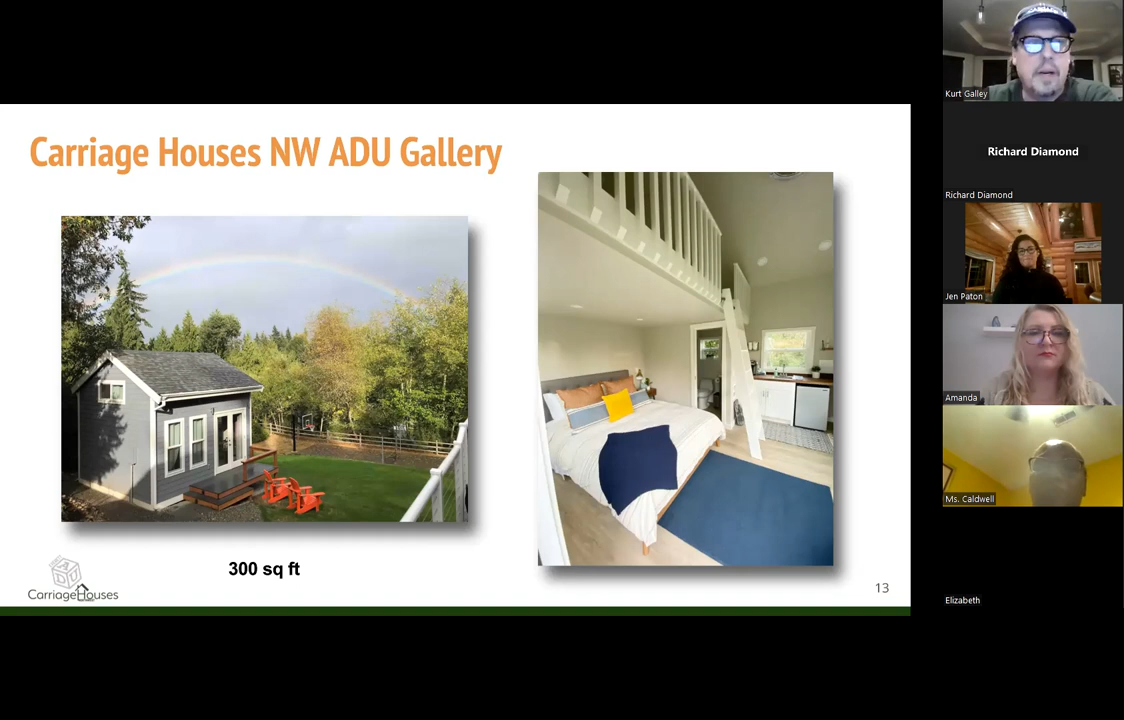 Carriage Houses NW ADU Gallery
300 sq ft
CarriageHouses
13
Kurt Galley
Richard Diamond
Richard Diamond
Jen Paton
Amanda
Ms. Caldwell
Elizabeth